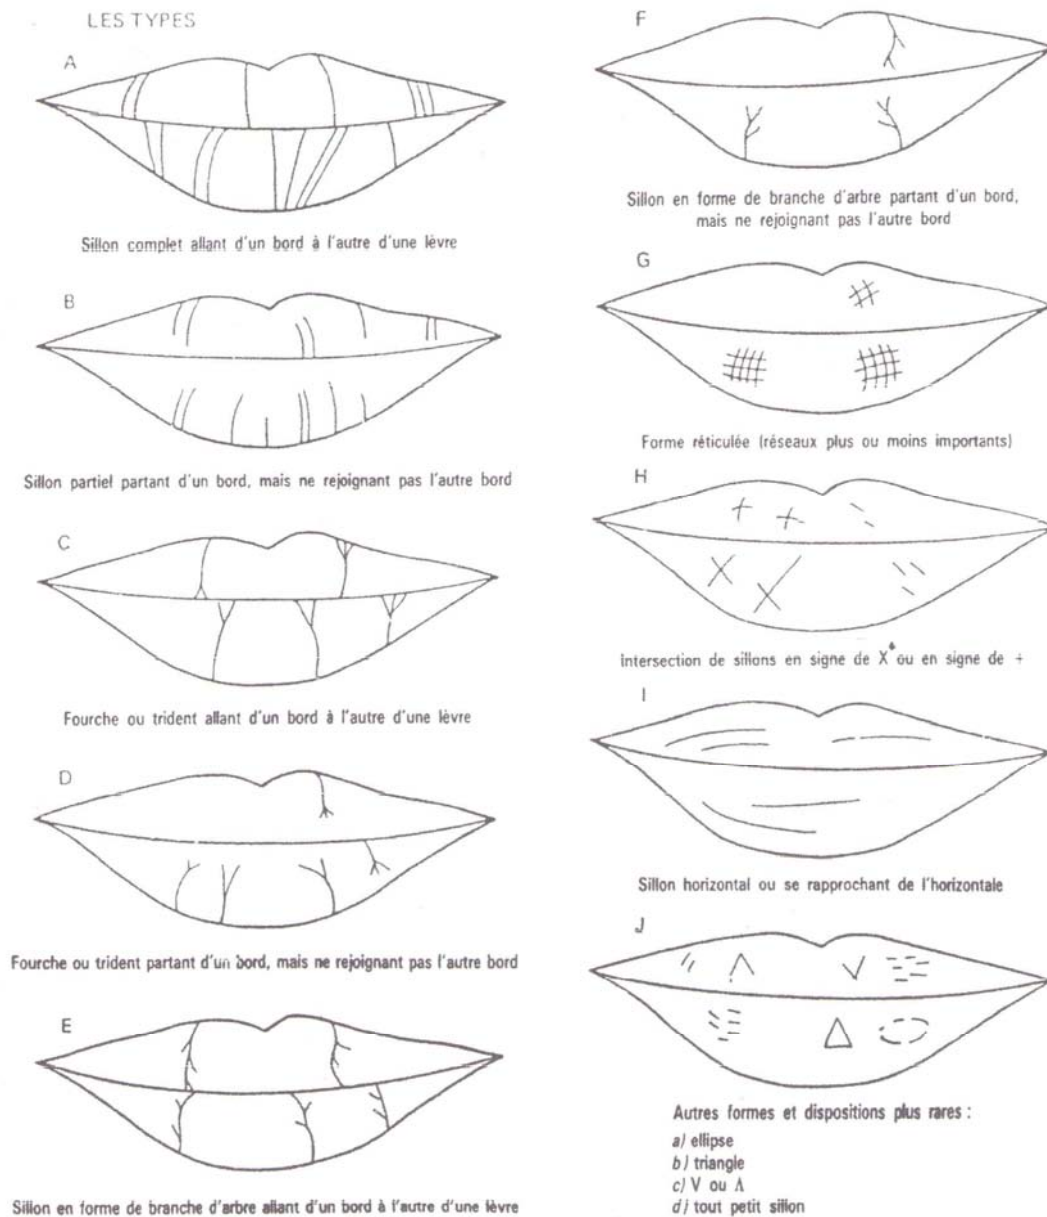 LES TYPES
A
Sillon complet allant d'un bord à l'autre d'une lèvre
B
Sillon partiel partant d'un bord, mais ne rejoignant pas l'autre bord
C
Fourche ou trident allant d'un bord à l'autre d'une lèvre
D
Fourche ou trident partant d'un bord, mais ne rejoignant pas l'autre bord
E
Sillon en forme de branche d'arbre allant d'un bord à l'autre d'une lèvre
F
Sillon en forme de branche d'arbre partant d'un bord,
mais ne rejoignant pas l'autre bord
G
Forme réticulée (réseaux plus ou moins importants)
H
Intersection de sillons en signe de X ou en signe de +
I
Sillon horizontal ou se rapprochant de l'horizontale
J
Autres formes et dispositions plus rares :
a) ellipse
b) triangle
c) V ou Λ
d) tout petit sillon